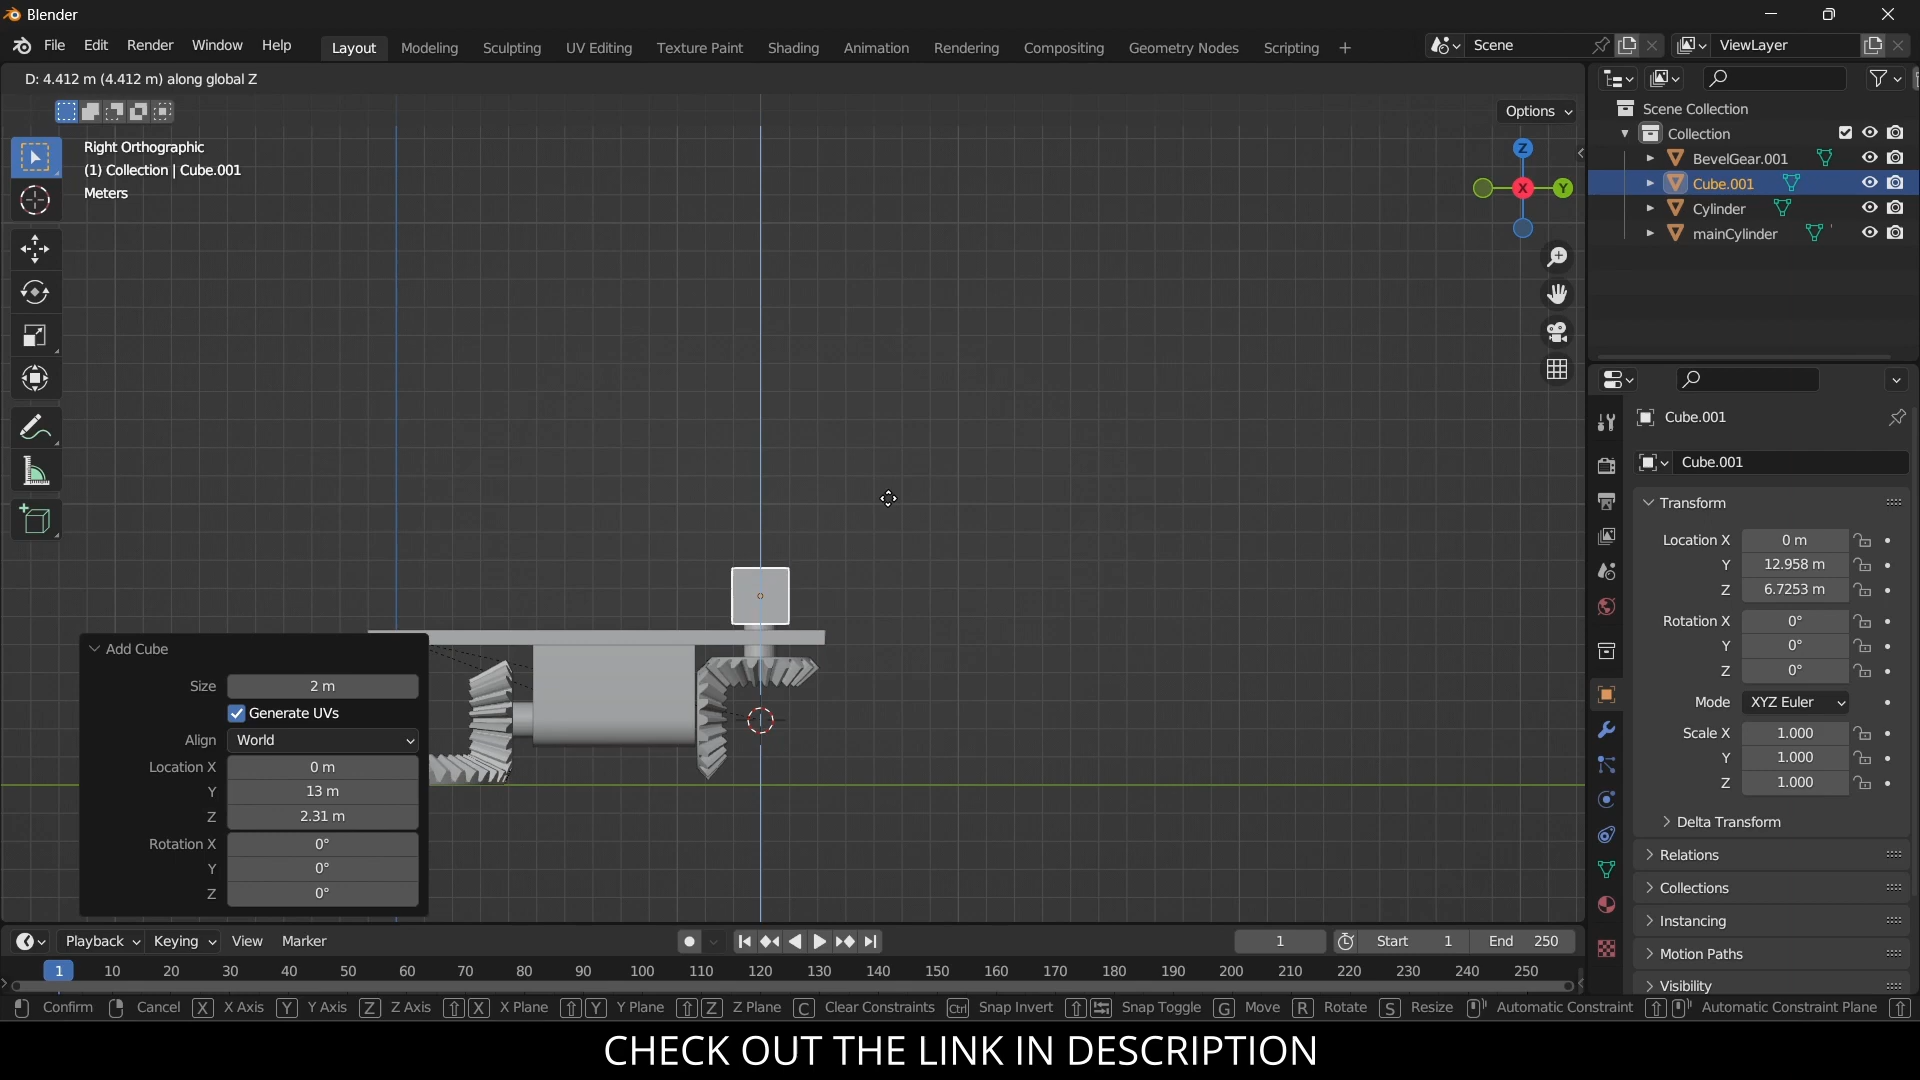 Blender
File Edit Render Window Help Layout Modeling Sculpting UV Editing Texture Paint Shading Animation Rendering Compositing Geometry Nodes Scripting + Scene ViewLayer
D: 4.412 m (4.412 m) along global Z
Options
Right Orthographic
(1) Collection | Cube.001
Meters
Z
X
Y
Scene Collection
Collection
BevelGear.001
Cube.001
Cylinder
mainCylinder
Cube.001
Cube.001
Transform
Location X 0 m
Y 12.958 m
Z 6.7253 m
Rotation X 0°
Y 0°
Z 0°
Mode XYZ Euler
Scale X 1.000
Y 1.000
Z 1.000
Delta Transform
Relations
Collections
Instancing
Motion Paths
Visibility
Add Cube
Size 2 m
Generate UVs
Align World
Location X 0 m
Y 13 m
Z 2.31 m
Rotation X 0°
Y 0°
Z 0°
Playback Keying View Marker 1 Start 1 End 250
1 10 20 30 40 50 60 70 80 90 100 110 120 130 140 150 160 170 180 190 200 210 220 230 240 250
Confirm Cancel X X Axis Y Y Axis Z Z Axis X X Plane Y Y Plane Z Z Plane C Clear Constraints Ctrl Snap Invert Snap Toggle G Move R Rotate S Resize Automatic Constraint Automatic Constraint Plane
CHECK OUT THE LINK IN DESCRIPTION